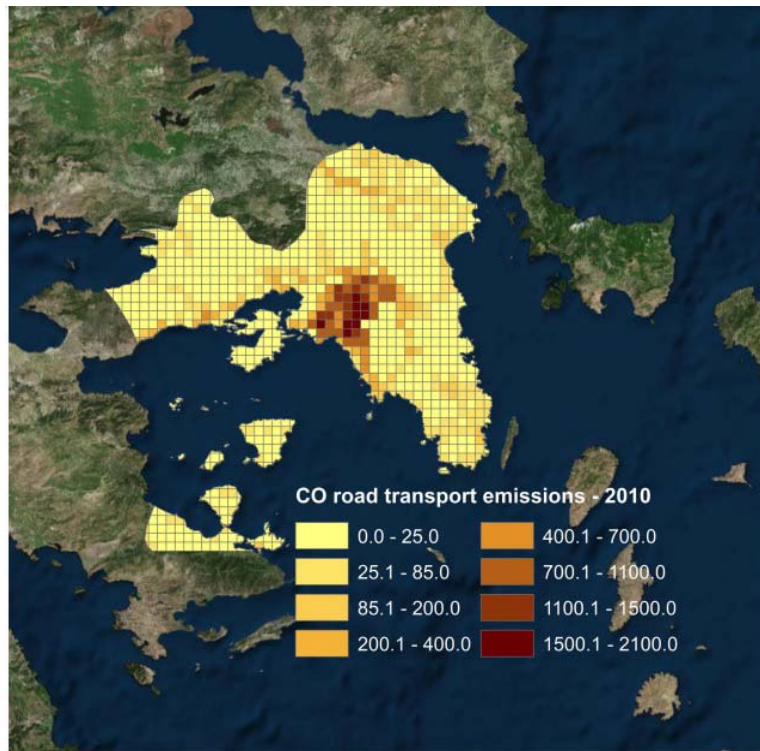 CO road transport emissions - 2010
0.0 - 25.0
25.1 - 85.0
85.1 - 200.0
200.1 - 400.0
400.1 - 700.0
700.1 - 1100.0
1100.1 - 1500.0
1500.1 - 2100.0